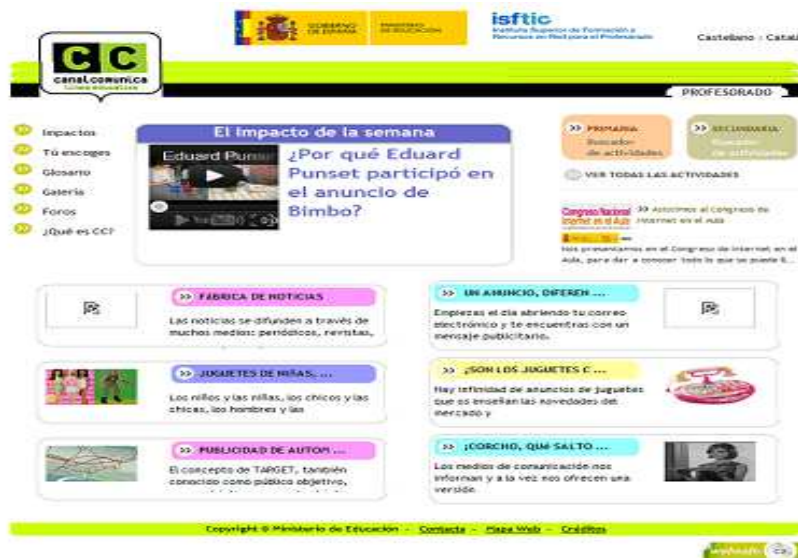 GOBIERNO
DE ESPAÑA
MINISTERIO
DE EDUCACIÓN
isftic
Instituto Superior de Formación y
Recursos en Red para el Profesorado
Castellano : Catal
CC
canal.comunica
PROFESORADO
Impactos
Tú escoges
Glosario
Galería
Foros
¿Qué es CC?
El Impacto de la semana
Eduard Puns
¿Por qué Eduard
Punset participó en
el anuncio de
Bimbo?
>> PRIMARIA
Buscador
de actividades
>> SECUNDARIA
Buscador
de actividades
VER TODAS LAS ACTIVIDADES
Congreso Nacional
Internet en el Aula
>> Asistimos al Congreso de
Internet en el Aula
Nos presentamos en el Congreso de Internet en el
Aula, para dar a conocer todo lo que se puede
>> FÁBRICA DE NOTICIAS
Las noticias se difunden a través de
muchos medios: periódicos, revistas,
>> UN ANUNCIO, DIFEREN ...
Empiezas el día abriendo tu correo
electrónico y te encuentras con un
mensaje publicitario.
>> JUGUETES DE NIÑAS, ...
Los niños y las niñas, los chicos y las
chicas, los hombres y las
>> ¿SON LOS JUGUETES C ...
Hay infinidad de anuncios de juguetes
que os enseñan las novedades del
mercado y
>> PUBLICIDAD DE AUTOM ...
El concepto de TARGET, también
conocido como público objetivo,
>> ¡CORCHO, QUÉ SALTO ...
Los medios de comunicación nos
informan y a la vez nos ofrecen una
versión
Copyright © Ministerio de Educación - Contacta - Mapa Web - Créditos